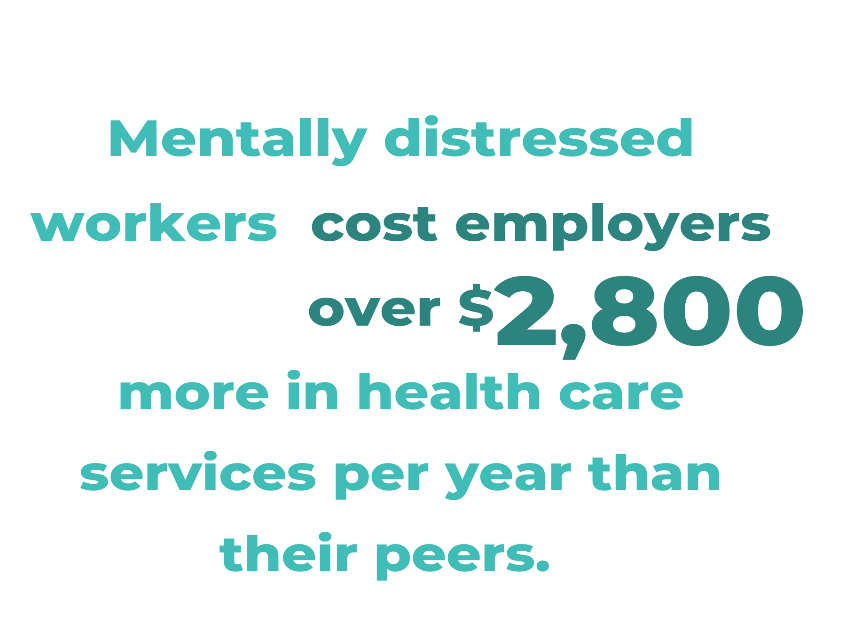 Mentally distressed
workers cost employers
over $2,800
more in health care
services per year than
their peers.